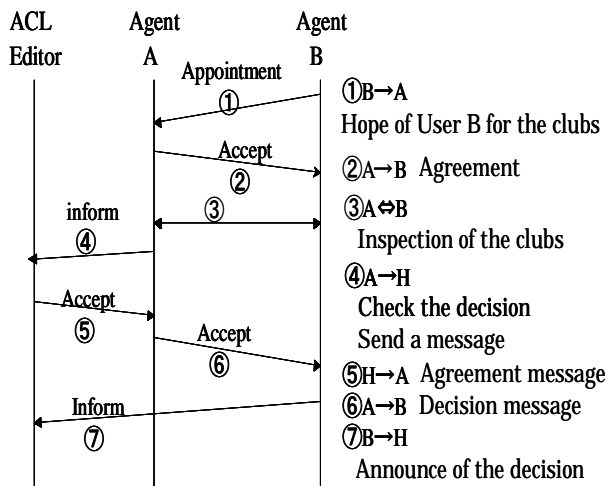 ACL Agent Agent
Editor A B
Appointment
①
①B→A
Hope of User B for the clubs
Accept
②
②A→B Agreement
③
③A⇔B
Inspection of the clubs
inform
④
④A→H
Check the decision
Send a message
Accept
⑤
Accept
⑥
⑤H→A Agreement message
⑥A→B Decision message
Inform
⑦
⑦B→H
Announce of the decision